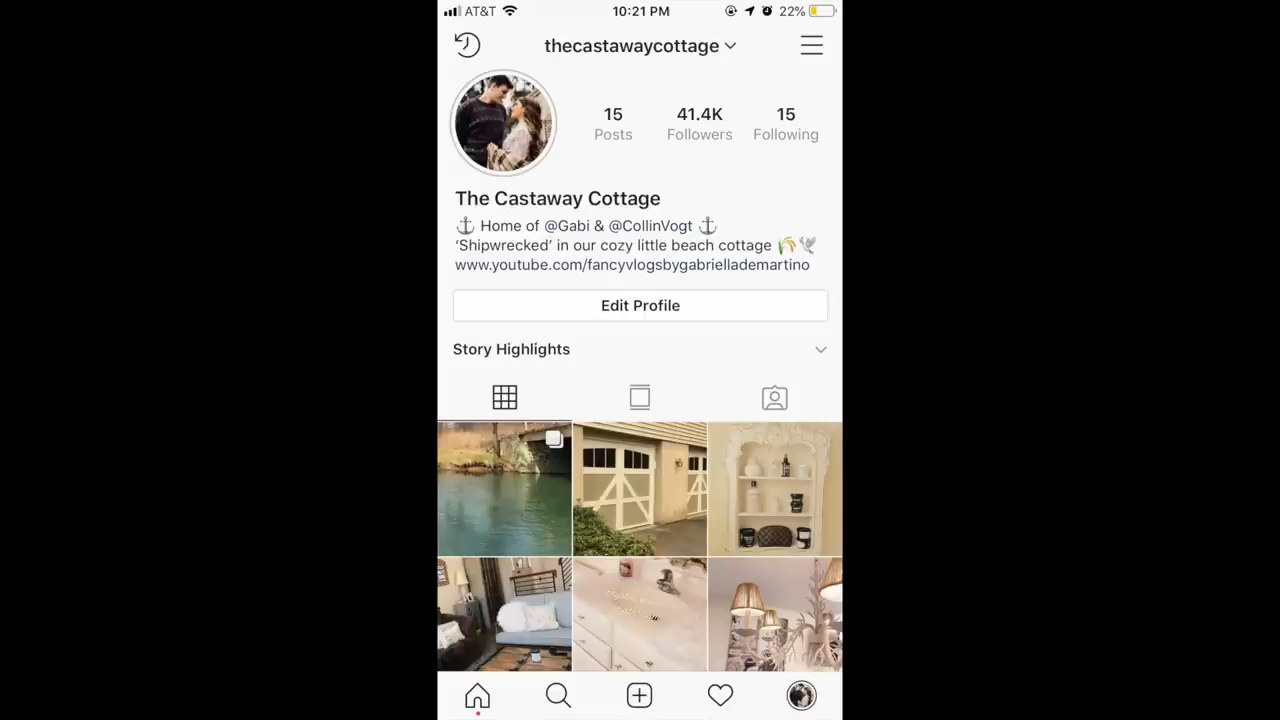 AT&T 10:21 PM 22%
thecastawaycottage
15 41.4K 15
Posts Followers Following
The Castaway Cottage
⚓ Home of @Gabi & @CollinVogt ⚓
‘Shipwrecked’ in our cozy little beach cottage 🌾🕊
www.youtube.com/fancyvlogsbygabriellademartino
Edit Profile
Story Highlights